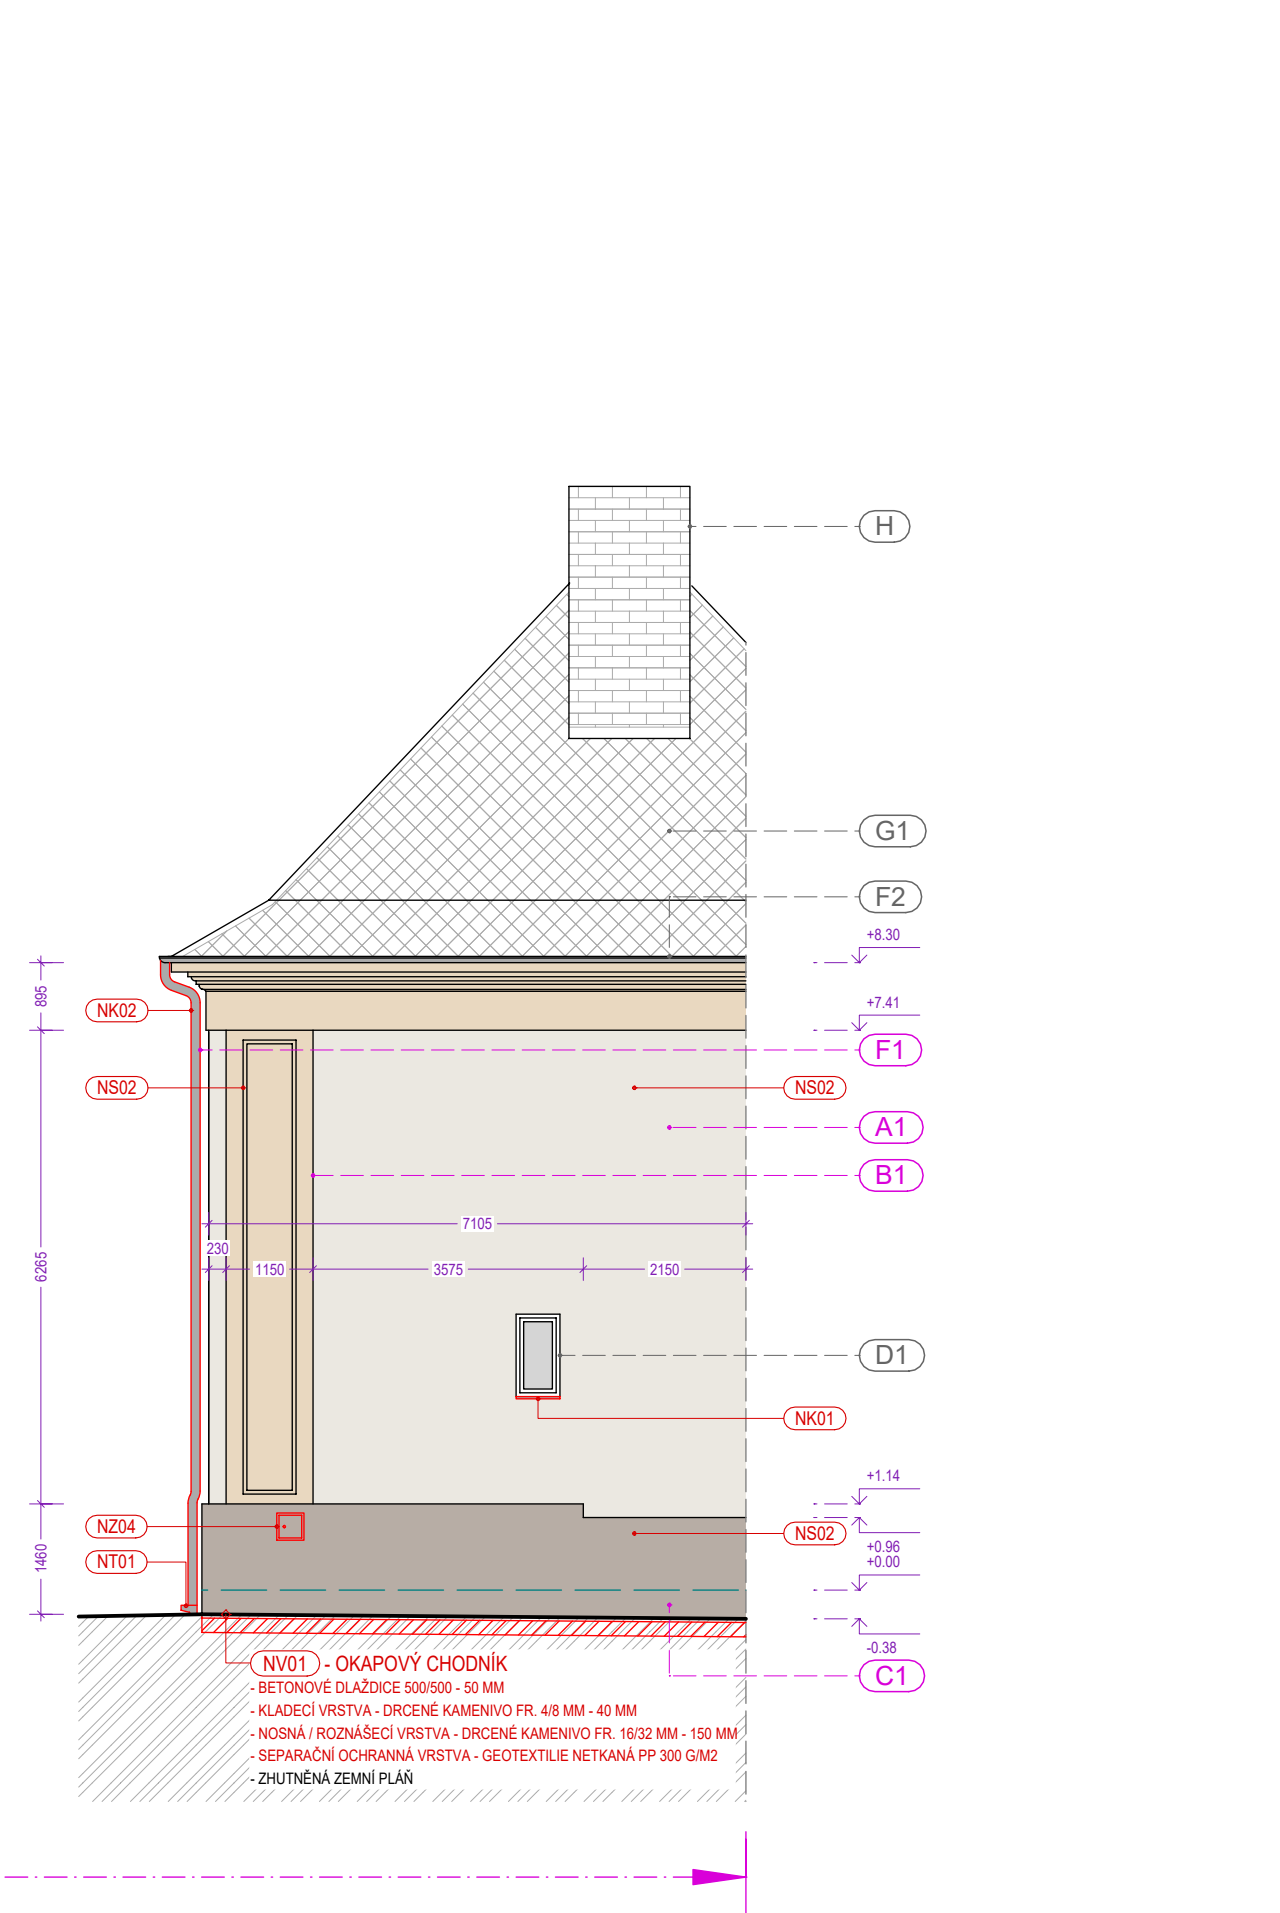 H
G1
F2
+8.30
895
NK02
+7.41
F1
NS02
NS02
A1
B1
7105
230
6265
1150
3575
2150
D1
NK01
+1.14
NZ04
NS02
1460
+0.96
+0.00
NT01
-0.38
NV01 - OKAPOVÝ CHODNÍK
C1
- BETONOVÉ DLAŽDICE 500/500 - 50 MM
- KLADECÍ VRSTVA - DRCENÉ KAMENIVO FR. 4/8 MM - 40 MM
- NOSNÁ / ROZNÁŠECÍ VRSTVA - DRCENÉ KAMENIVO FR. 16/32 MM - 150 MM
- SEPARAČNÍ OCHRANNÁ VRSTVA - GEOTEXTILIE NETKANÁ PP 300 G/M2
- ZHUTNĚNÁ ZEMNÍ PLÁŇ